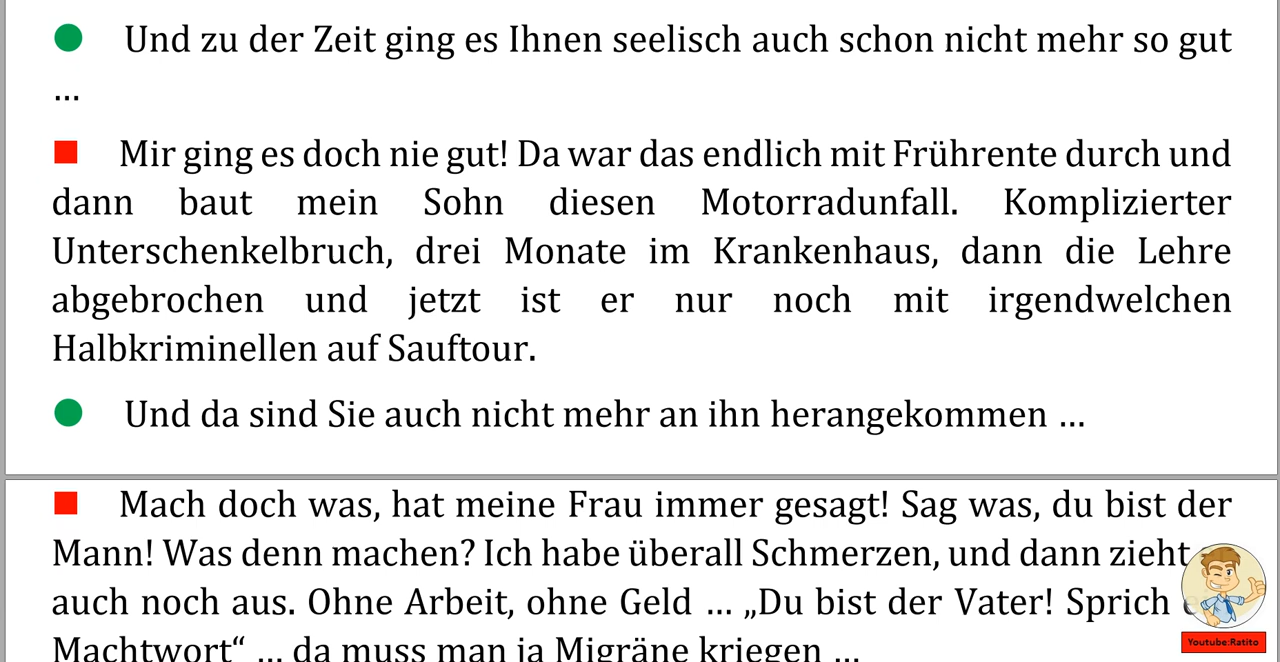 Und zu der Zeit ging es Ihnen seelisch auch schon nicht mehr so gut
…
Mir ging es doch nie gut! Da war das endlich mit Frührente durch und
dann baut mein Sohn diesen Motorradunfall. Komplizierter
Unterschenkelbruch, drei Monate im Krankenhaus, dann die Lehre
abgebrochen und jetzt ist er nur noch mit irgendwelchen
Halbkriminellen auf Sauftour.
Und da sind Sie auch nicht mehr an ihn herangekommen …
Mach doch was, hat meine Frau immer gesagt! Sag was, du bist der
Mann! Was denn machen? Ich habe überall Schmerzen, und dann zieht
auch noch aus. Ohne Arbeit, ohne Geld … „Du bist der Vater! Sprich
Machtwort“ … da muss man ja Migräne kriegen …
Youtube:Ratito